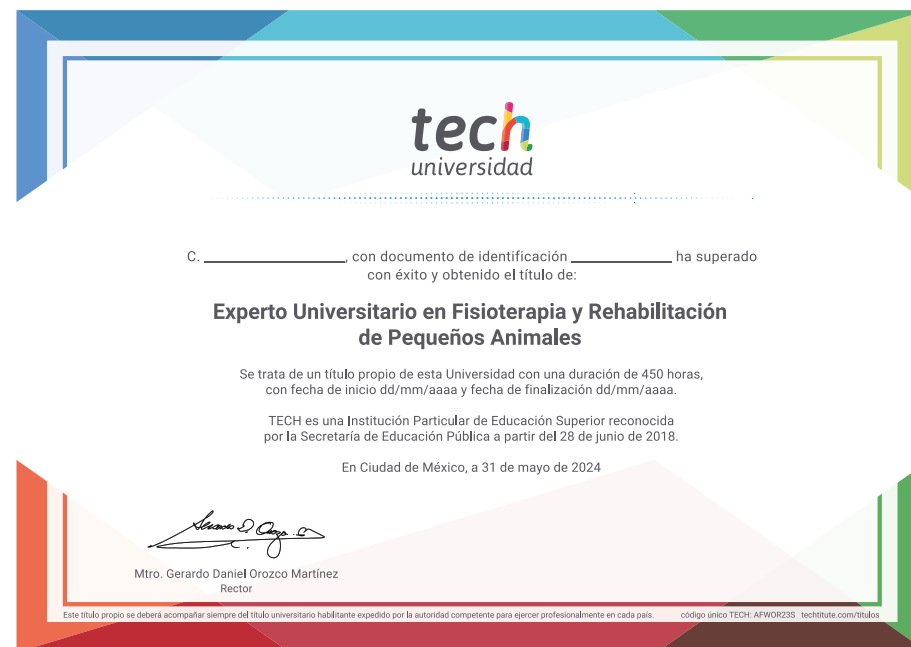 tech
universidad
C. ____________, con documento de identificación ____________ ha superado
con éxito y obtenido el título de:
Experto Universitario en Fisioterapia y Rehabilitación
de Pequeños Animales
Se trata de un título propio de esta Universidad con una duración de 450 horas,
con fecha de inicio dd/mm/aaaa y fecha de finalización dd/mm/aaaa.
TECH es una Institución Particular de Educación Superior reconocida
por la Secretaría de Educación Pública a partir del 28 de junio de 2018.
En Ciudad de México, a 31 de mayo de 2024
Mtro. Gerardo Daniel Orozco Martínez
Rector
Este título propio se deberá acompañar siempre del título universitario habilitante expedido por la autoridad competente para ejercer profesionalmente en cada país. código único TECH: AFWOR23S techtitute.com/titulos